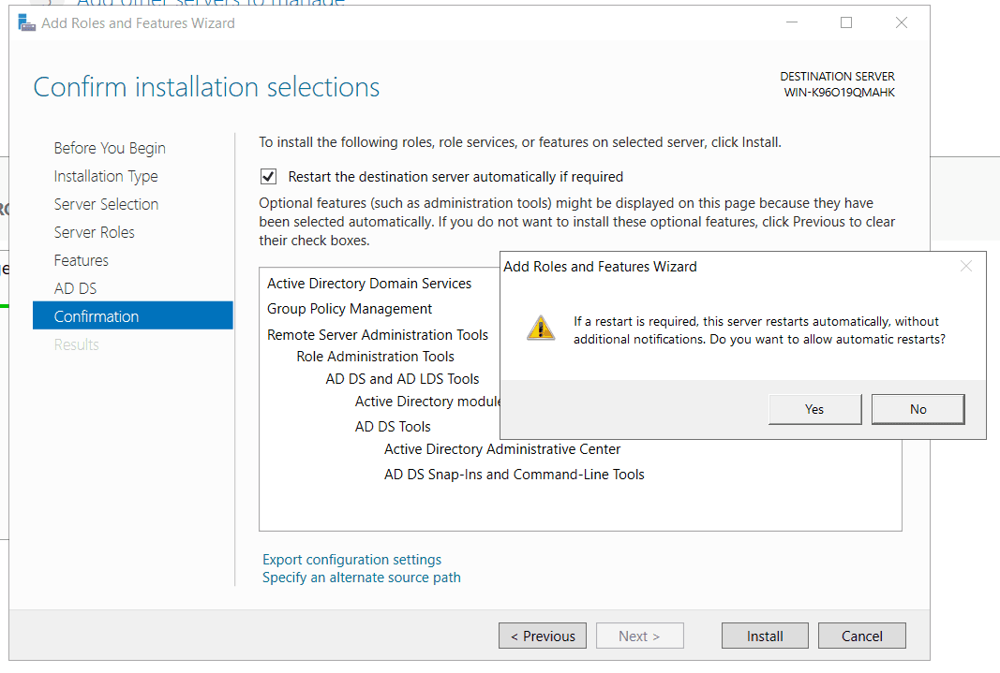 Add other servers to manage
Add Roles and Features Wizard
Confirm installation selections
DESTINATION SERVER
WIN-K96O19QMAHK
Before You Begin
Installation Type
Server Selection
Server Roles
Features
AD DS
Confirmation
Results
To install the following roles, role services, or features on selected server, click Install.
Restart the destination server automatically if required
Optional features (such as administration tools) might be displayed on this page because they have
been selected automatically. If you do not want to install these optional features, click Previous to clear
their check boxes.
Active Directory Domain Services
Group Policy Management
Remote Server Administration Tools
Role Administration Tools
AD DS and AD LDS Tools
Active Directory module
AD DS Tools
Active Directory Administrative Center
AD DS Snap-Ins and Command-Line Tools
Add Roles and Features Wizard
If a restart is required, this server restarts automatically, without
additional notifications. Do you want to allow automatic restarts?
Yes
No
Export configuration settings
Specify an alternate source path
< Previous
Next >
Install
Cancel